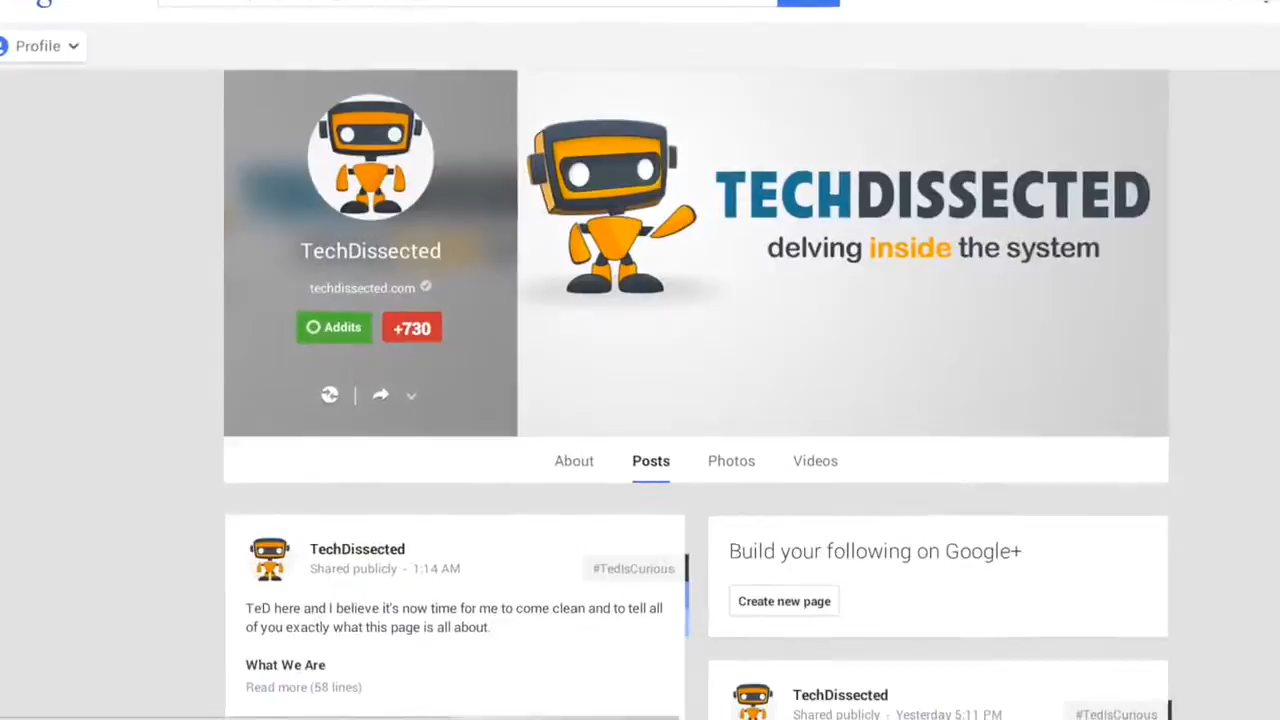 Profile
TECHDISSECTED
delving inside the system
TechDissected
techdissected.com
Addits
+730
About
Posts
Photos
Videos
TechDissected
Shared publicly - 1:14 AM
#TedIsCurious
TeD here and I believe it's now time for me to come clean and to tell all
of you exactly what this page is all about.
What We Are
Read more (58 lines)
Build your following on Google+
Create new page
TechDissected
Shared publicly - Yesterday 5:11 PM
#TedIsCurious